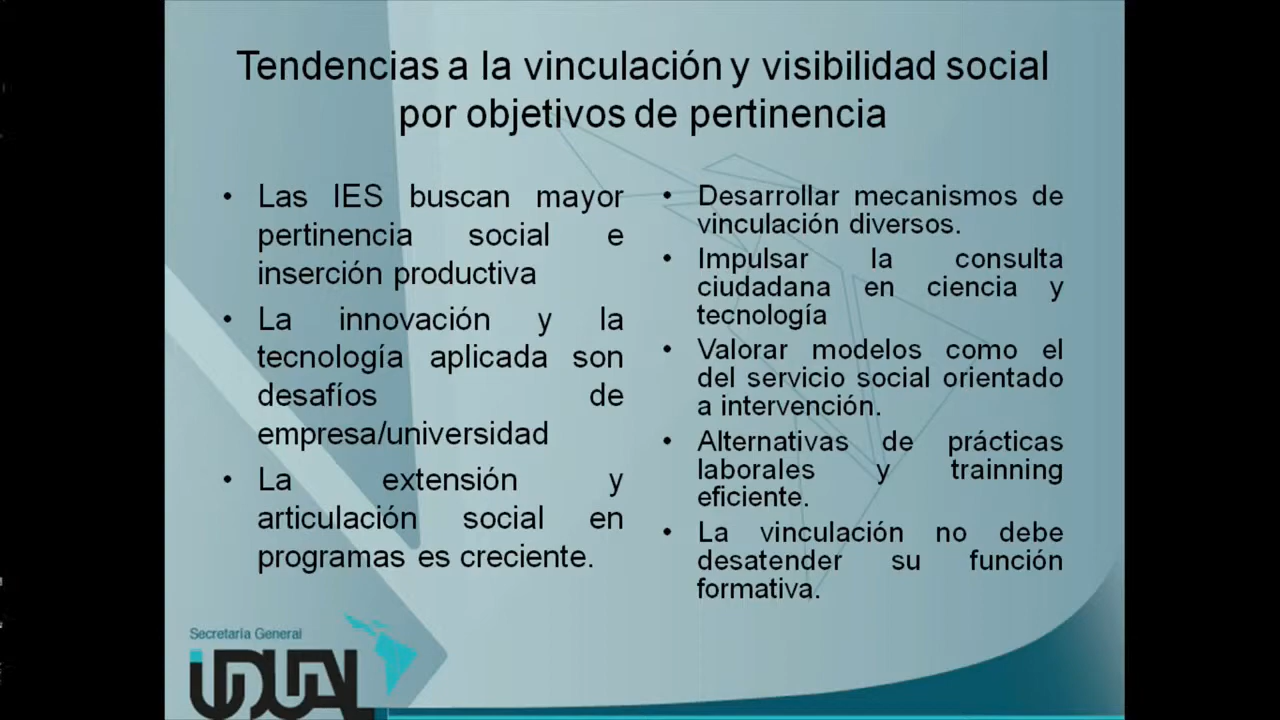 Tendencias a la vinculación y visibilidad social
por objetivos de pertinencia
• Las IES buscan mayor
pertinencia social e
inserción productiva
• La innovación y la
tecnología aplicada son
desafíos de
empresa/universidad
• La extensión y
articulación social en
programas es creciente.
• Desarrollar mecanismos de
vinculación diversos.
• Impulsar la consulta
ciudadana en ciencia y
tecnología
• Valorar modelos como el
del servicio social orientado
a intervención.
• Alternativas de prácticas
laborales y trainning
eficiente.
• La vinculación no debe
desatender su función
formativa.
Secretaría General
UDUAL